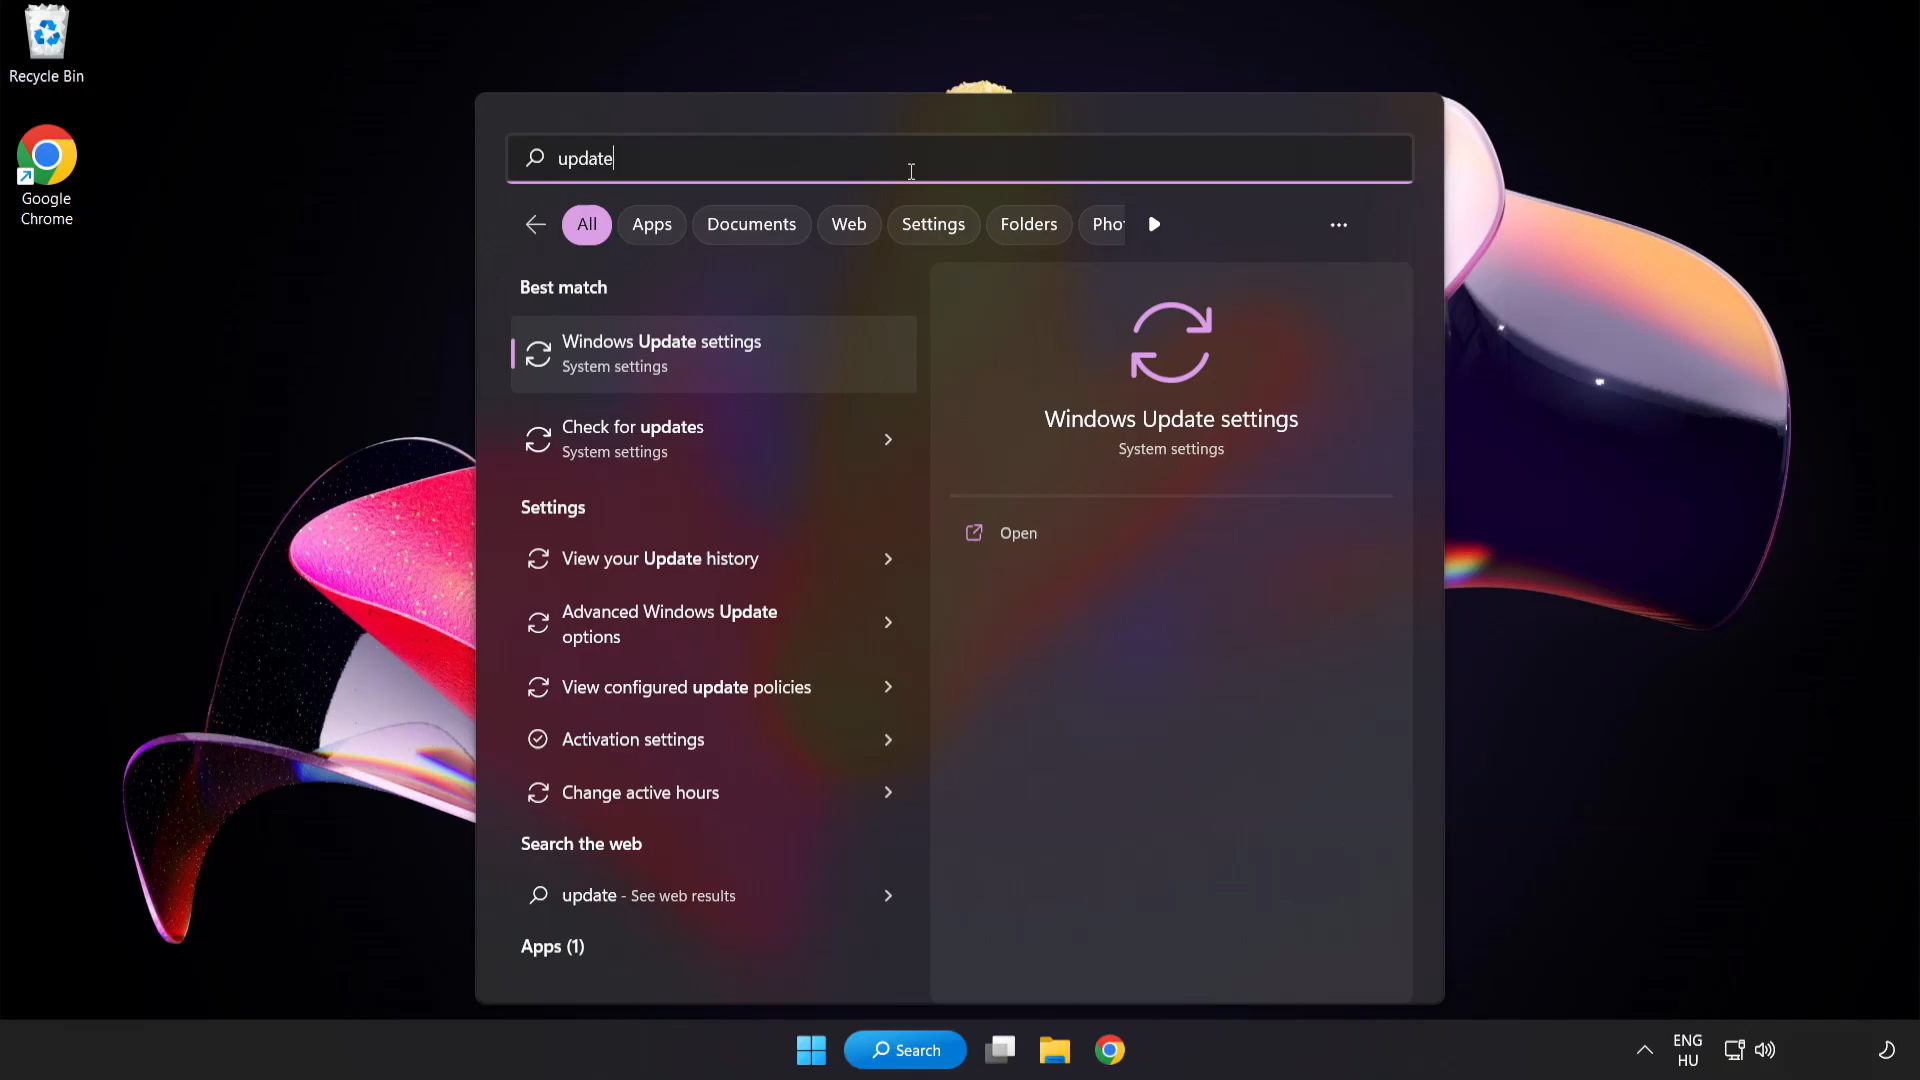 Recycle Bin
Google
Chrome
update
All
Apps
Documents
Web
Settings
Folders
Pho
Best match
Windows Update settings
System settings
Check for updates
System settings
Settings
View your Update history
Advanced Windows Update
options
View configured update policies
Activation settings
Change active hours
Search the web
update - See web results
Apps (1)
Windows Update settings
System settings
Open
Search
ENG
HU